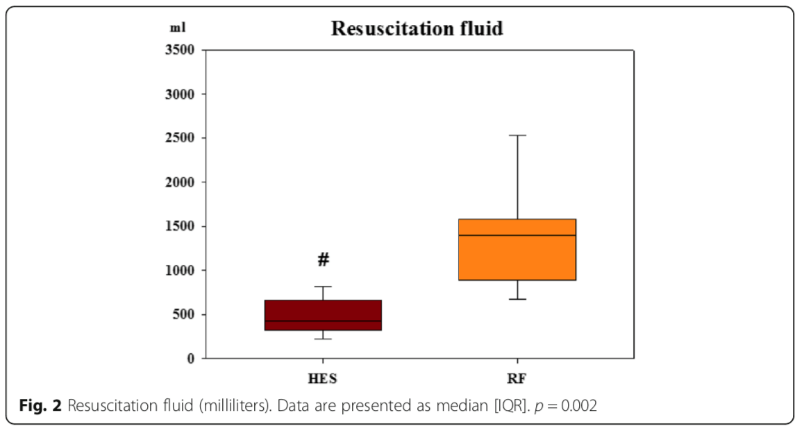 Resuscitation fluid
ml
3500
3000
2500
2000
1500
1000
500
0
#
HES
RF
Fig. 2 Resuscitation fluid (milliliters). Data are presented as median [IQR]. p = 0.002